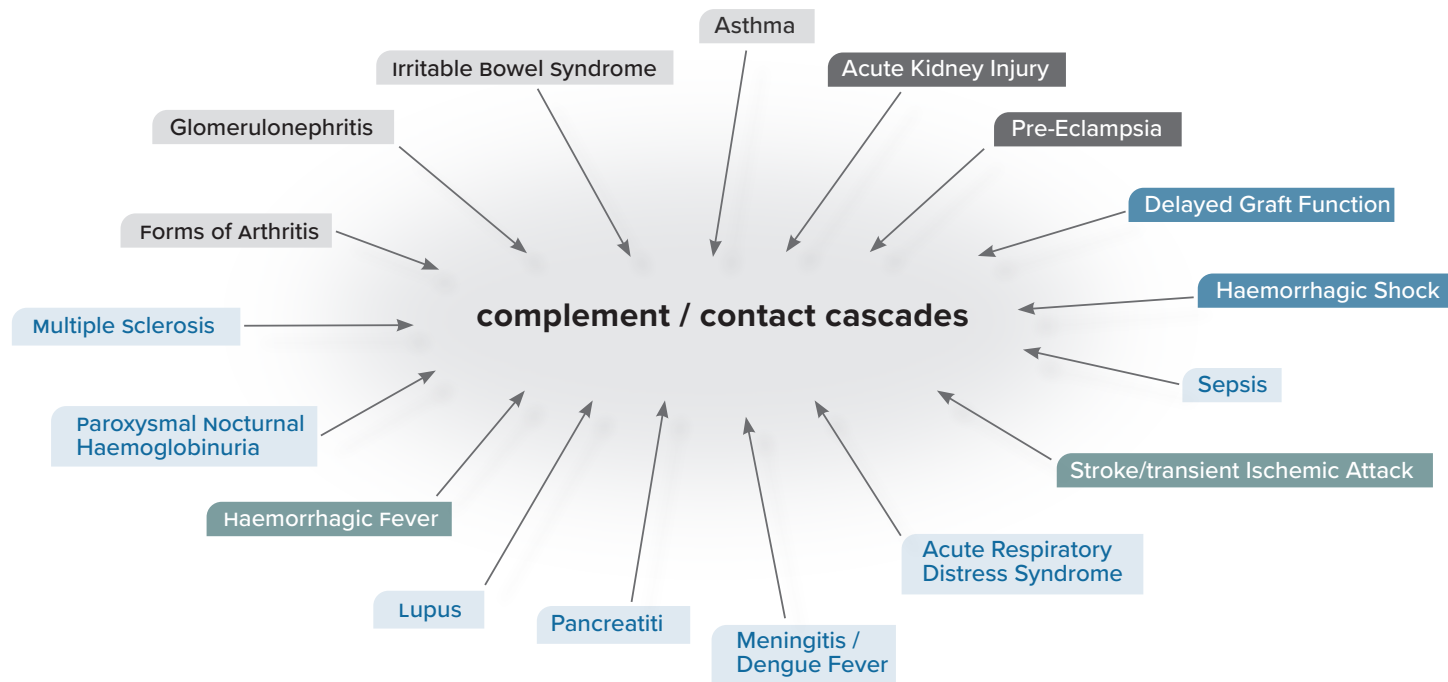 Asthma
Irritable Bowel Syndrome
Acute Kidney Injury
Glomerulonephritis
Pre-Eclampsia
Delayed Graft Function
Forms of Arthritis
Haemorrhagic Shock
complement / contact cascades
Multiple Sclerosis
Sepsis
Paroxysmal Nocturnal
Haemoglobinuria
Stroke/transient Ischemic Attack
Haemorrhagic Fever
Acute Respiratory
Distress Syndrome
Lupus
Pancreatiti
Meningitis /
Dengue Fever